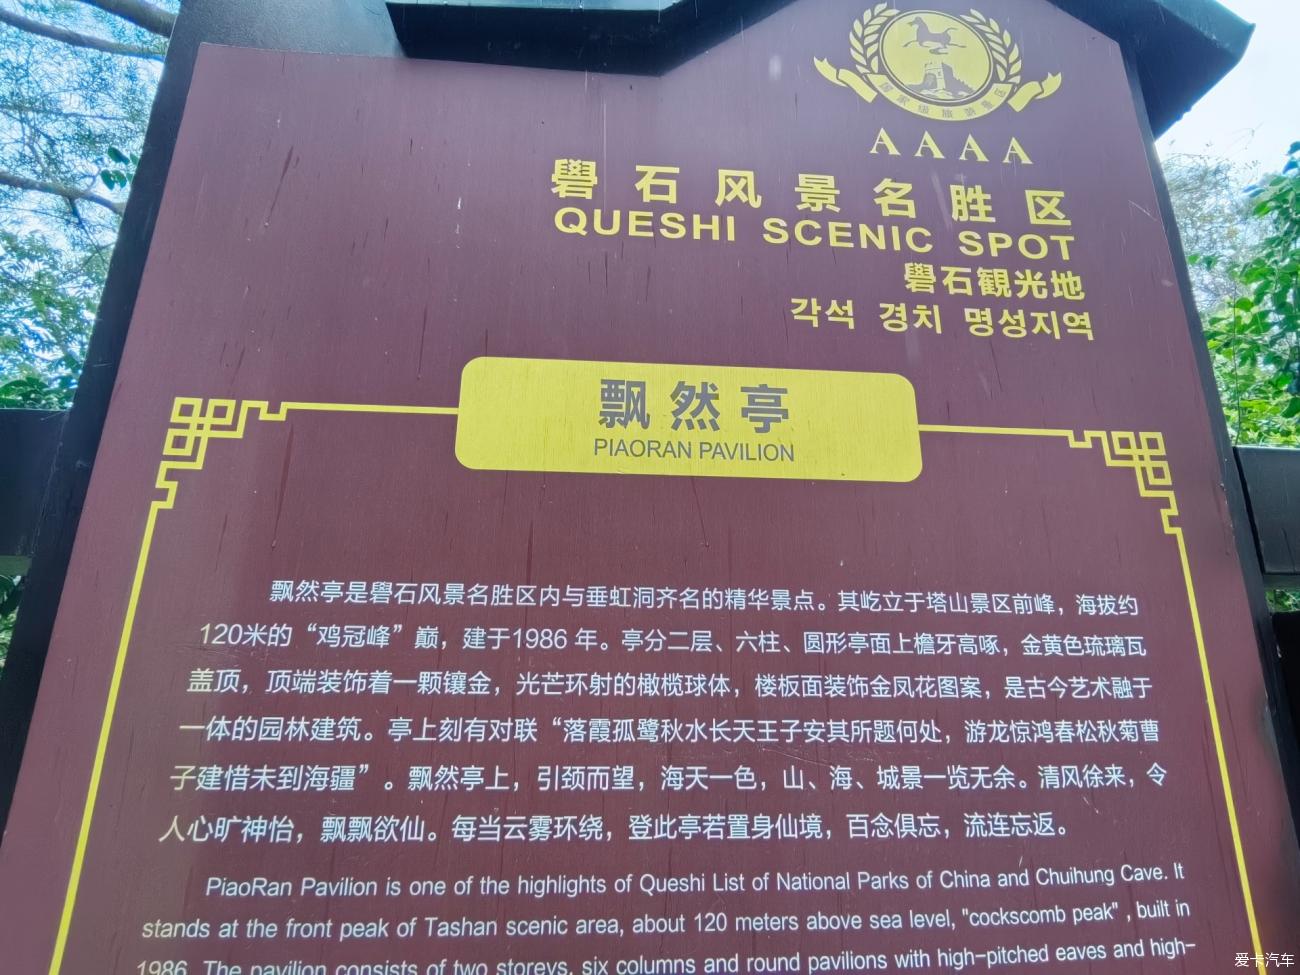 国家级旅游景区
AAAA
礐石风景名胜区
QUESHI SCENIC SPOT
礐石観光地
각석 경치 명성지역
飘然亭
PIAORAN PAVILION
飘然亭是礐石风景名胜区内与垂虹洞齐名的精华景点。其屹立于塔山景区前峰，海拔约
120米的“鸡冠峰”巅，建于1986 年。亭分二层、六柱、圆形亭面上檐牙高啄，金黄色琉璃瓦
盖顶，顶端装饰着一颗镶金，光芒环射的橄榄球体，楼板面装饰金凤花图案，是古今艺术融于
一体的园林建筑。亭上刻有对联“落霞孤鹭秋水长天王子安其所题何处，游龙惊鸿春松秋菊曹
子建惜未到海疆”。飘然亭上，引颈而望，海天一色，山、海、城景一览无余。清风徐来，令
人心旷神怡，飘飘欲仙。每当云雾环绕，登此亭若置身仙境，百念俱忘，流连忘返。
PiaoRan Pavilion is one of the highlights of Queshi List of National Parks of China and Chuihung Cave. It
stands at the front peak of Tashan scenic area, about 120 meters above sea level, "cockscomb peak" , built in
1986. The pavilion consists of two storeys, six columns and round pavilions with high-pitched eaves and high-
爱卡汽车